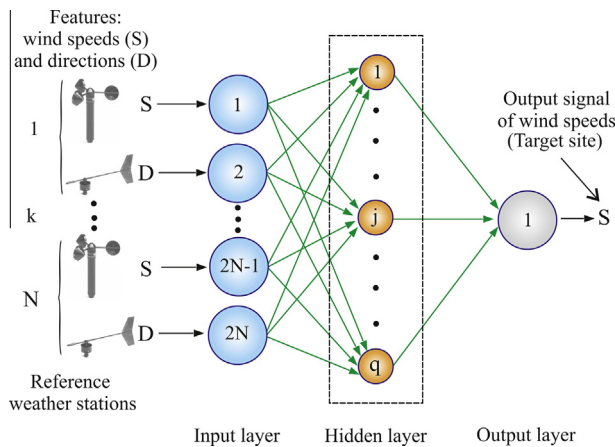 Features:
wind speeds (S)
and directions (D)
1
S
1
D
2
k
N
S
2N-1
D
2N
Reference
weather stations
1
j
q
1
Output signal
of wind speeds
(Target site)
S
Input layer
Hidden layer
Output layer